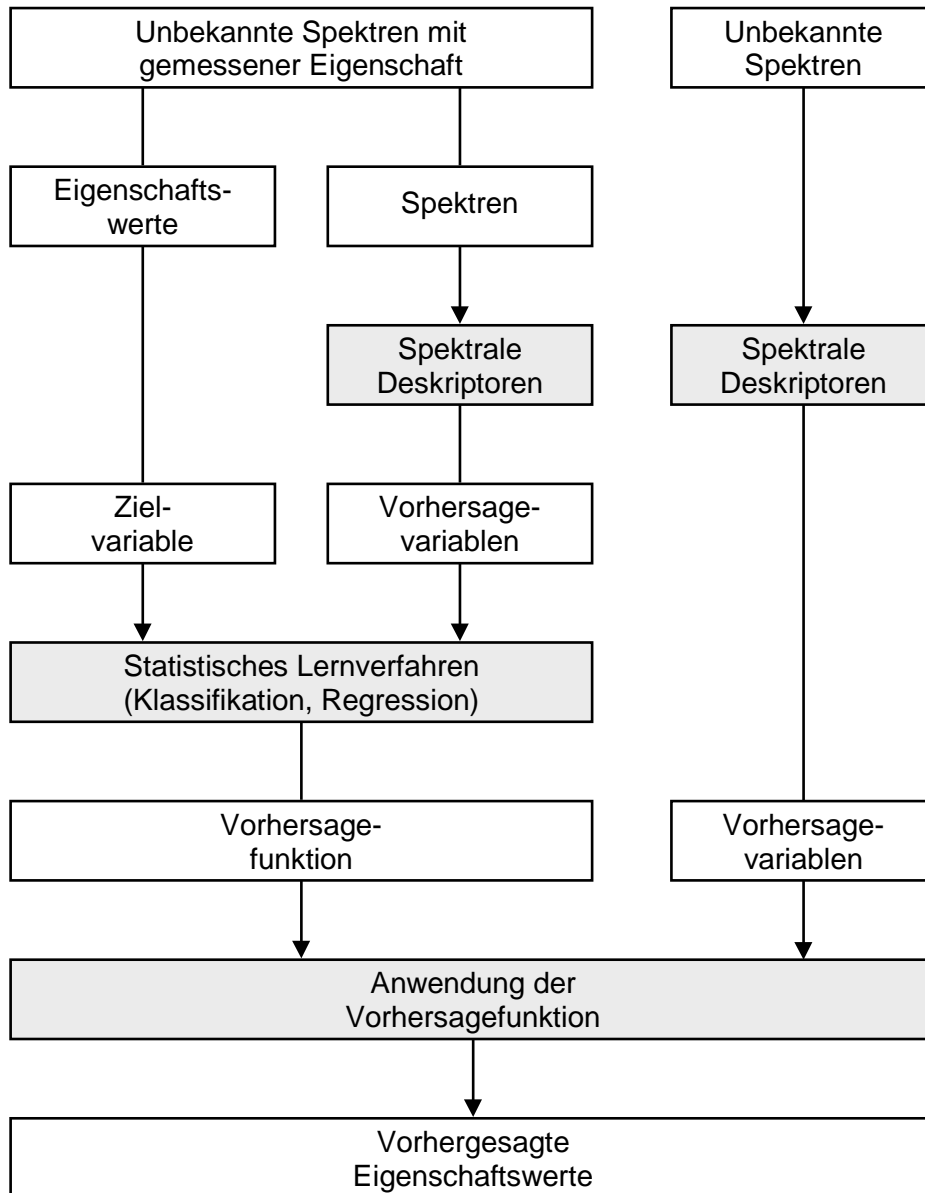 Unbekannte Spektren mit
gemessener Eigenschaft
Unbekannte
Spektren
Eigenschafts-
werte
Spektren
Spektrale
Deskriptoren
Spektrale
Deskriptoren
Ziel-
variable
Vorhersage-
variablen
Statistisches Lernverfahren
(Klassifikation, Regression)
Vorhersage-
funktion
Vorhersage-
variablen
Anwendung der
Vorhersagefunktion
Vorhergesagte
Eigenschaftswerte